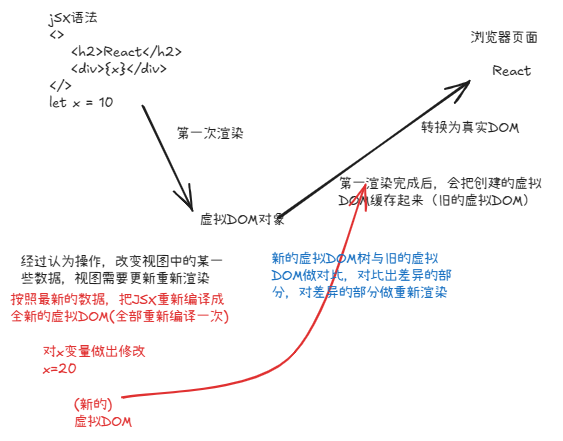 jSX语法
<>
<h2>React</h2>
<div>{x}</div>
</>
let x = 10
浏览器页面
React
第一次渲染
转换为真实DOM
第一渲染完成后，会把创建的虚拟
DOM缓存起来（旧的虚拟DOM）
虚拟DOM对象
经过认为操作，改变视图中的某一
些数据，视图需要更新重新渲染
按照最新的数据，把JSX重新编译成
全新的虚拟DOM(全部重新编译一次)
新的虚拟DOM树与旧的虚拟
DOM做对比，对比出差异的部
分，对差异的部分做重新渲染
对x变量做出修改
x=20
(新的)
虚拟DOM